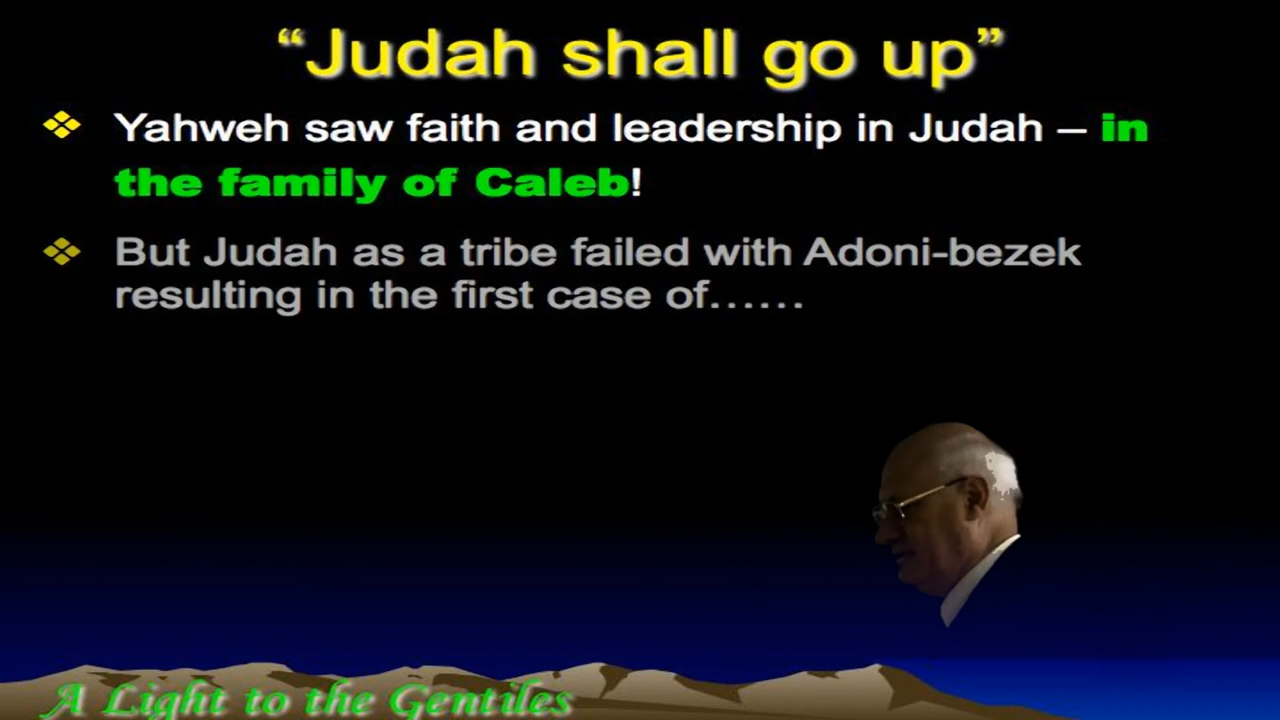 “Judah shall go up”
Yahweh saw faith and leadership in Judah – in
the family of Caleb!
But Judah as a tribe failed with Adoni-bezek
resulting in the first case of……
A Light to the Gentiles